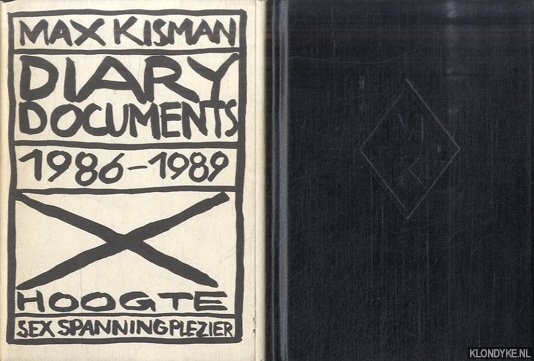 MAX KISMAN
DIARY
DOCUMENTS
1986-1989
X
HOOGTE
SEX SPANNING PLEZIER
M
K
KLONDYKE.NL